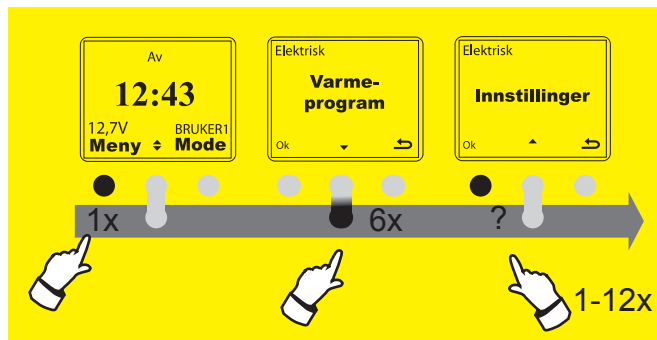 Av
12:43
12,7V BRUKER1
Meny Mode
Elektrisk
Varme-
program
Ok
Elektrisk
Innstillinger
Ok
1x
6x
?
1-12x